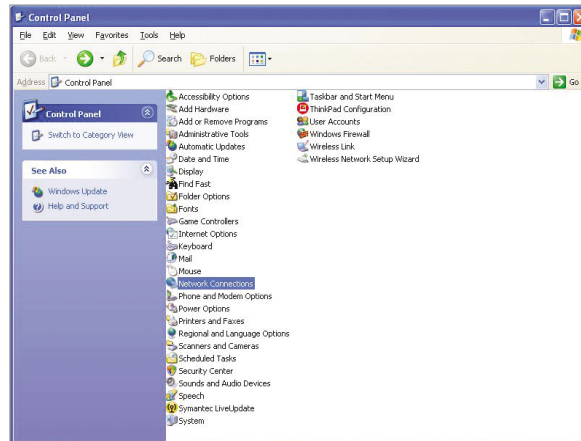 Control Panel
File Edit View Favorites Tools Help
Back Search Folders
Address Control Panel Go
Control Panel
Switch to Category View
See Also
Windows Update
Help and Support
Accessibility Options
Add Hardware
Add or Remove Programs
Administrative Tools
Automatic Updates
Date and Time
Display
Find Fast
Folder Options
Fonts
Game Controllers
Internet Options
Keyboard
Mail
Mouse
Network Connections
Phone and Modem Options
Power Options
Printers and Faxes
Regional and Language Options
Scanners and Cameras
Scheduled Tasks
Security Center
Sounds and Audio Devices
Speech
Symantec LiveUpdate
System
Taskbar and Start Menu
ThinkPad Configuration
User Accounts
Windows Firewall
Wireless Link
Wireless Network Setup Wizard